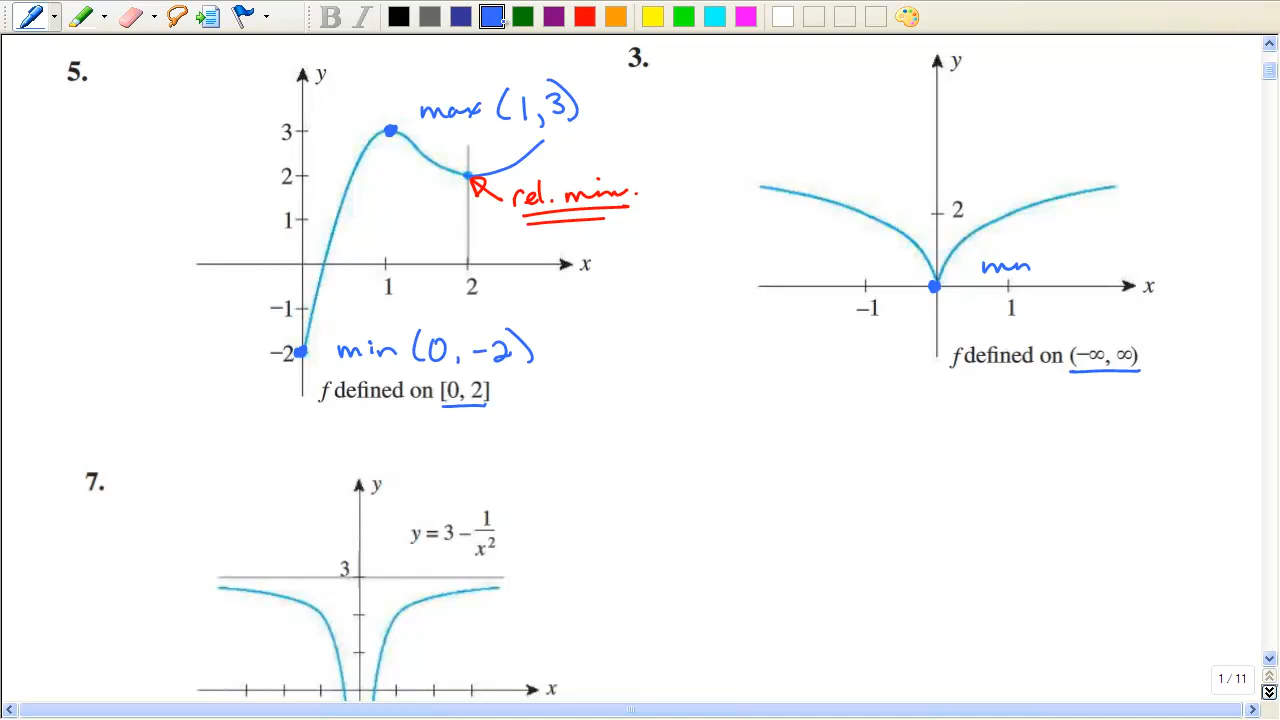 B I
5.
y
max (1, 3)
3
2
rel. min.
1
x
1
2
−1
−2
min (0, −2)
f defined on [0, 2]
3.
y
2
min
x
−1
1
f defined on (−∞, ∞)
7.
y
y = 3 − 1/x²
3
x
1 / 11